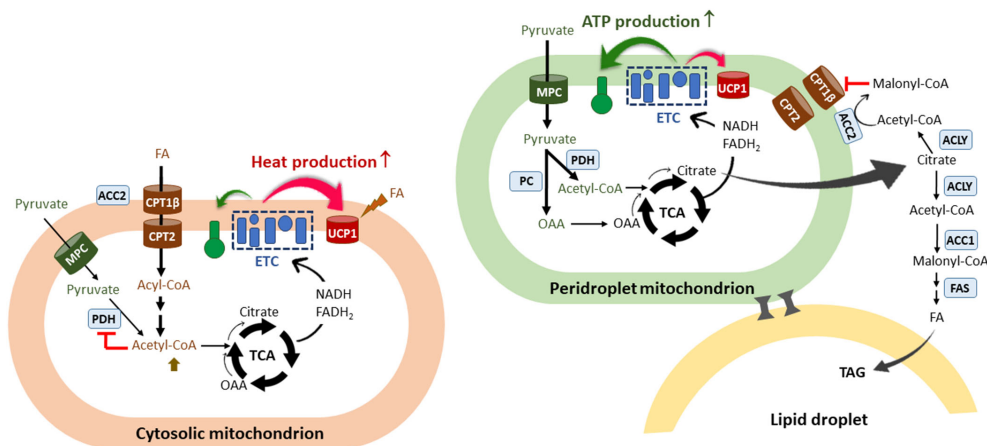 FA
Heat production ↑
ACC2
FA
Pyruvate
CPT1β
CPT2
UCP1
MPC
ETC
Acyl-CoA
Pyruvate
NADH
FADH2
PDH
Citrate
Acetyl-CoA
TCA
OAA
Cytosolic mitochondrion
ATP production ↑
Pyruvate
MPC
UCP1
ETC
CPT1β
CPT2
Malonyl-CoA
ACC2
Acetyl-CoA
Pyruvate
NADH
FADH2
PDH
PC
Citrate
Acetyl-CoA
TCA
OAA
OAA
ACLY
Citrate
ACLY
Acetyl-CoA
ACC1
Malonyl-CoA
FAS
FA
Peridroplet mitochondrion
TAG
Lipid droplet